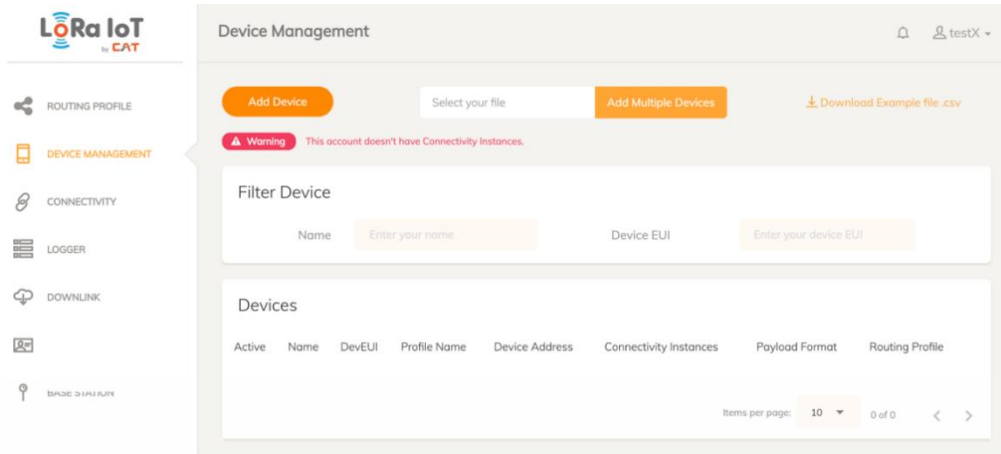 LoRa IoT
by CAT
Device Management
testX
ROUTING PROFILE
DEVICE MANAGEMENT
CONNECTIVITY
LOGGER
DOWNLINK
BASE STATION
Add Device
Select your file
Add Multiple Devices
Download Example file .csv
Warning
This account doesn't have Connectivity Instances.
Filter Device
Name
Enter your name
Device EUI
Enter your device EUI
Devices
Active Name DevEUI Profile Name Device Address Connectivity Instances Payload Format Routing Profile
Items per page: 10 0 of 0